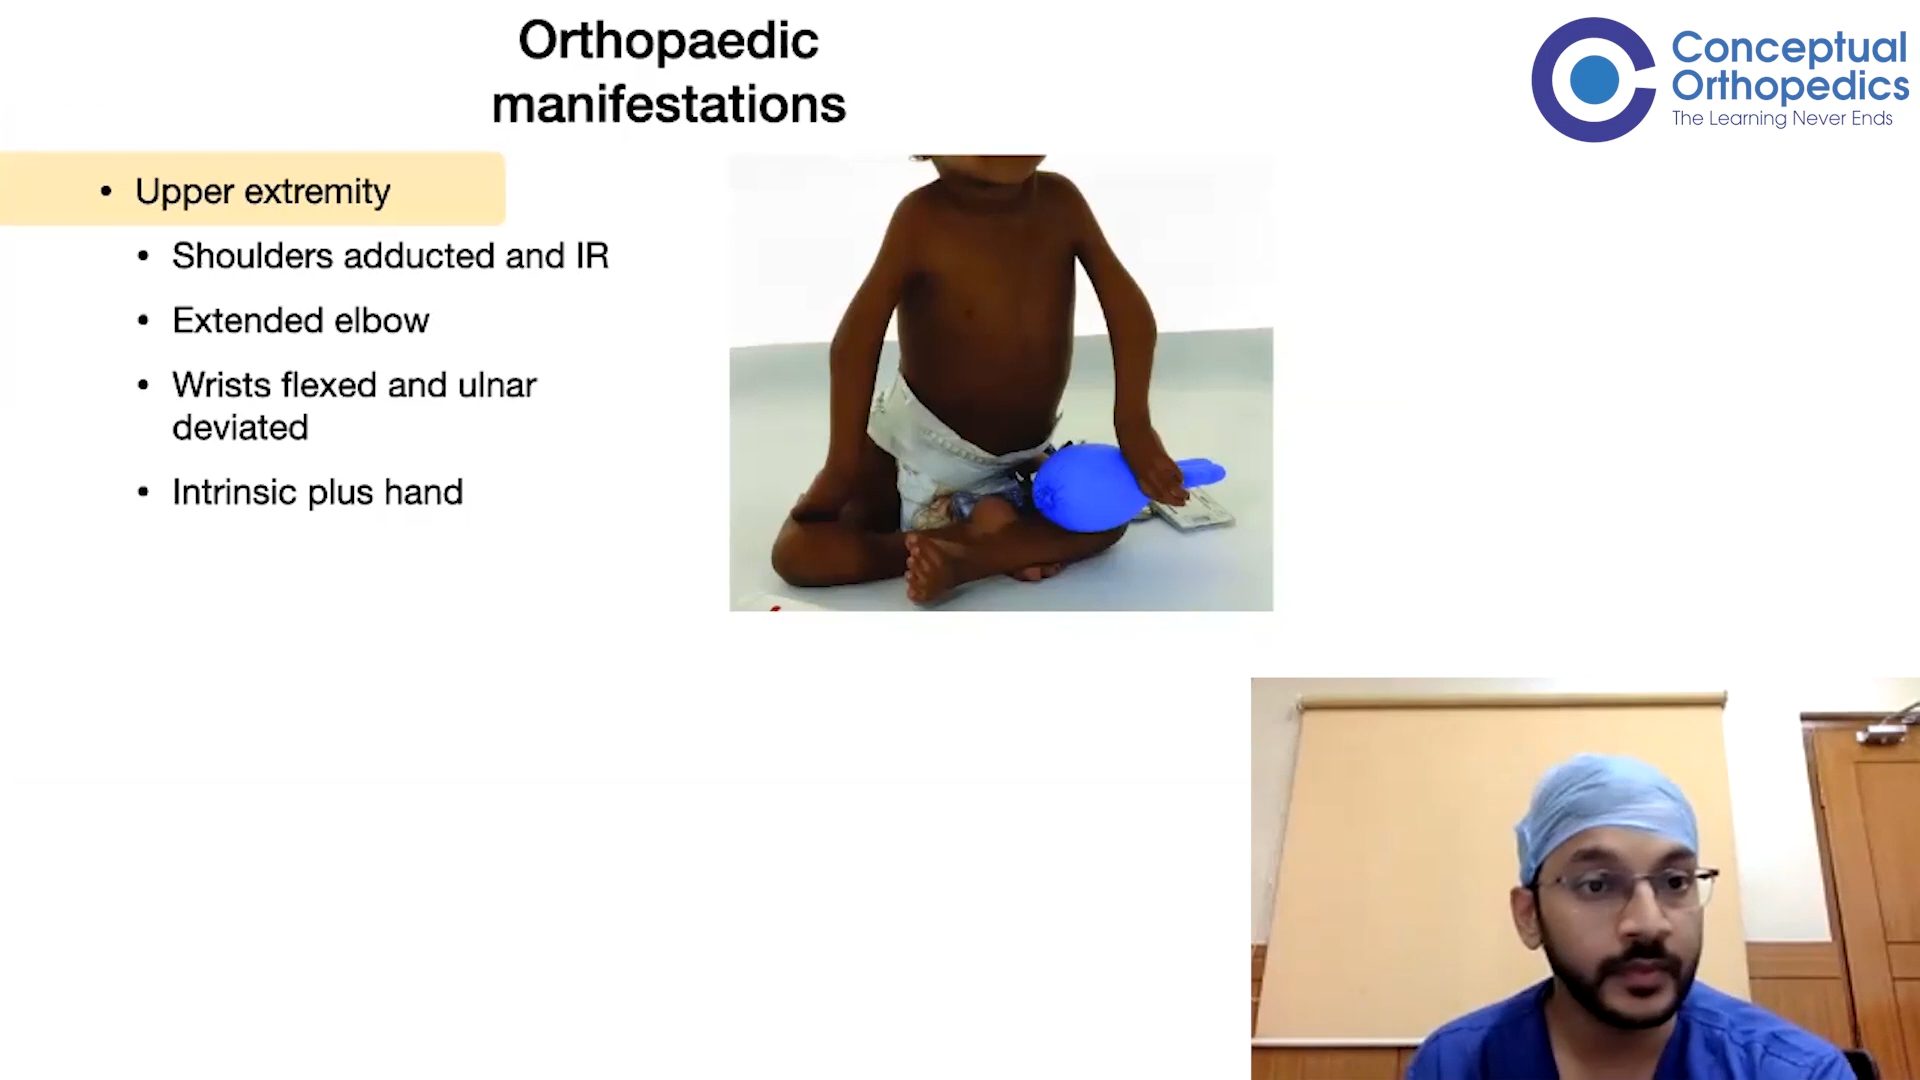 Orthopaedic
manifestations
Conceptual
Orthopedics
The Learning Never Ends
• Upper extremity
• Shoulders adducted and IR
• Extended elbow
• Wrists flexed and ulnar
deviated
• Intrinsic plus hand